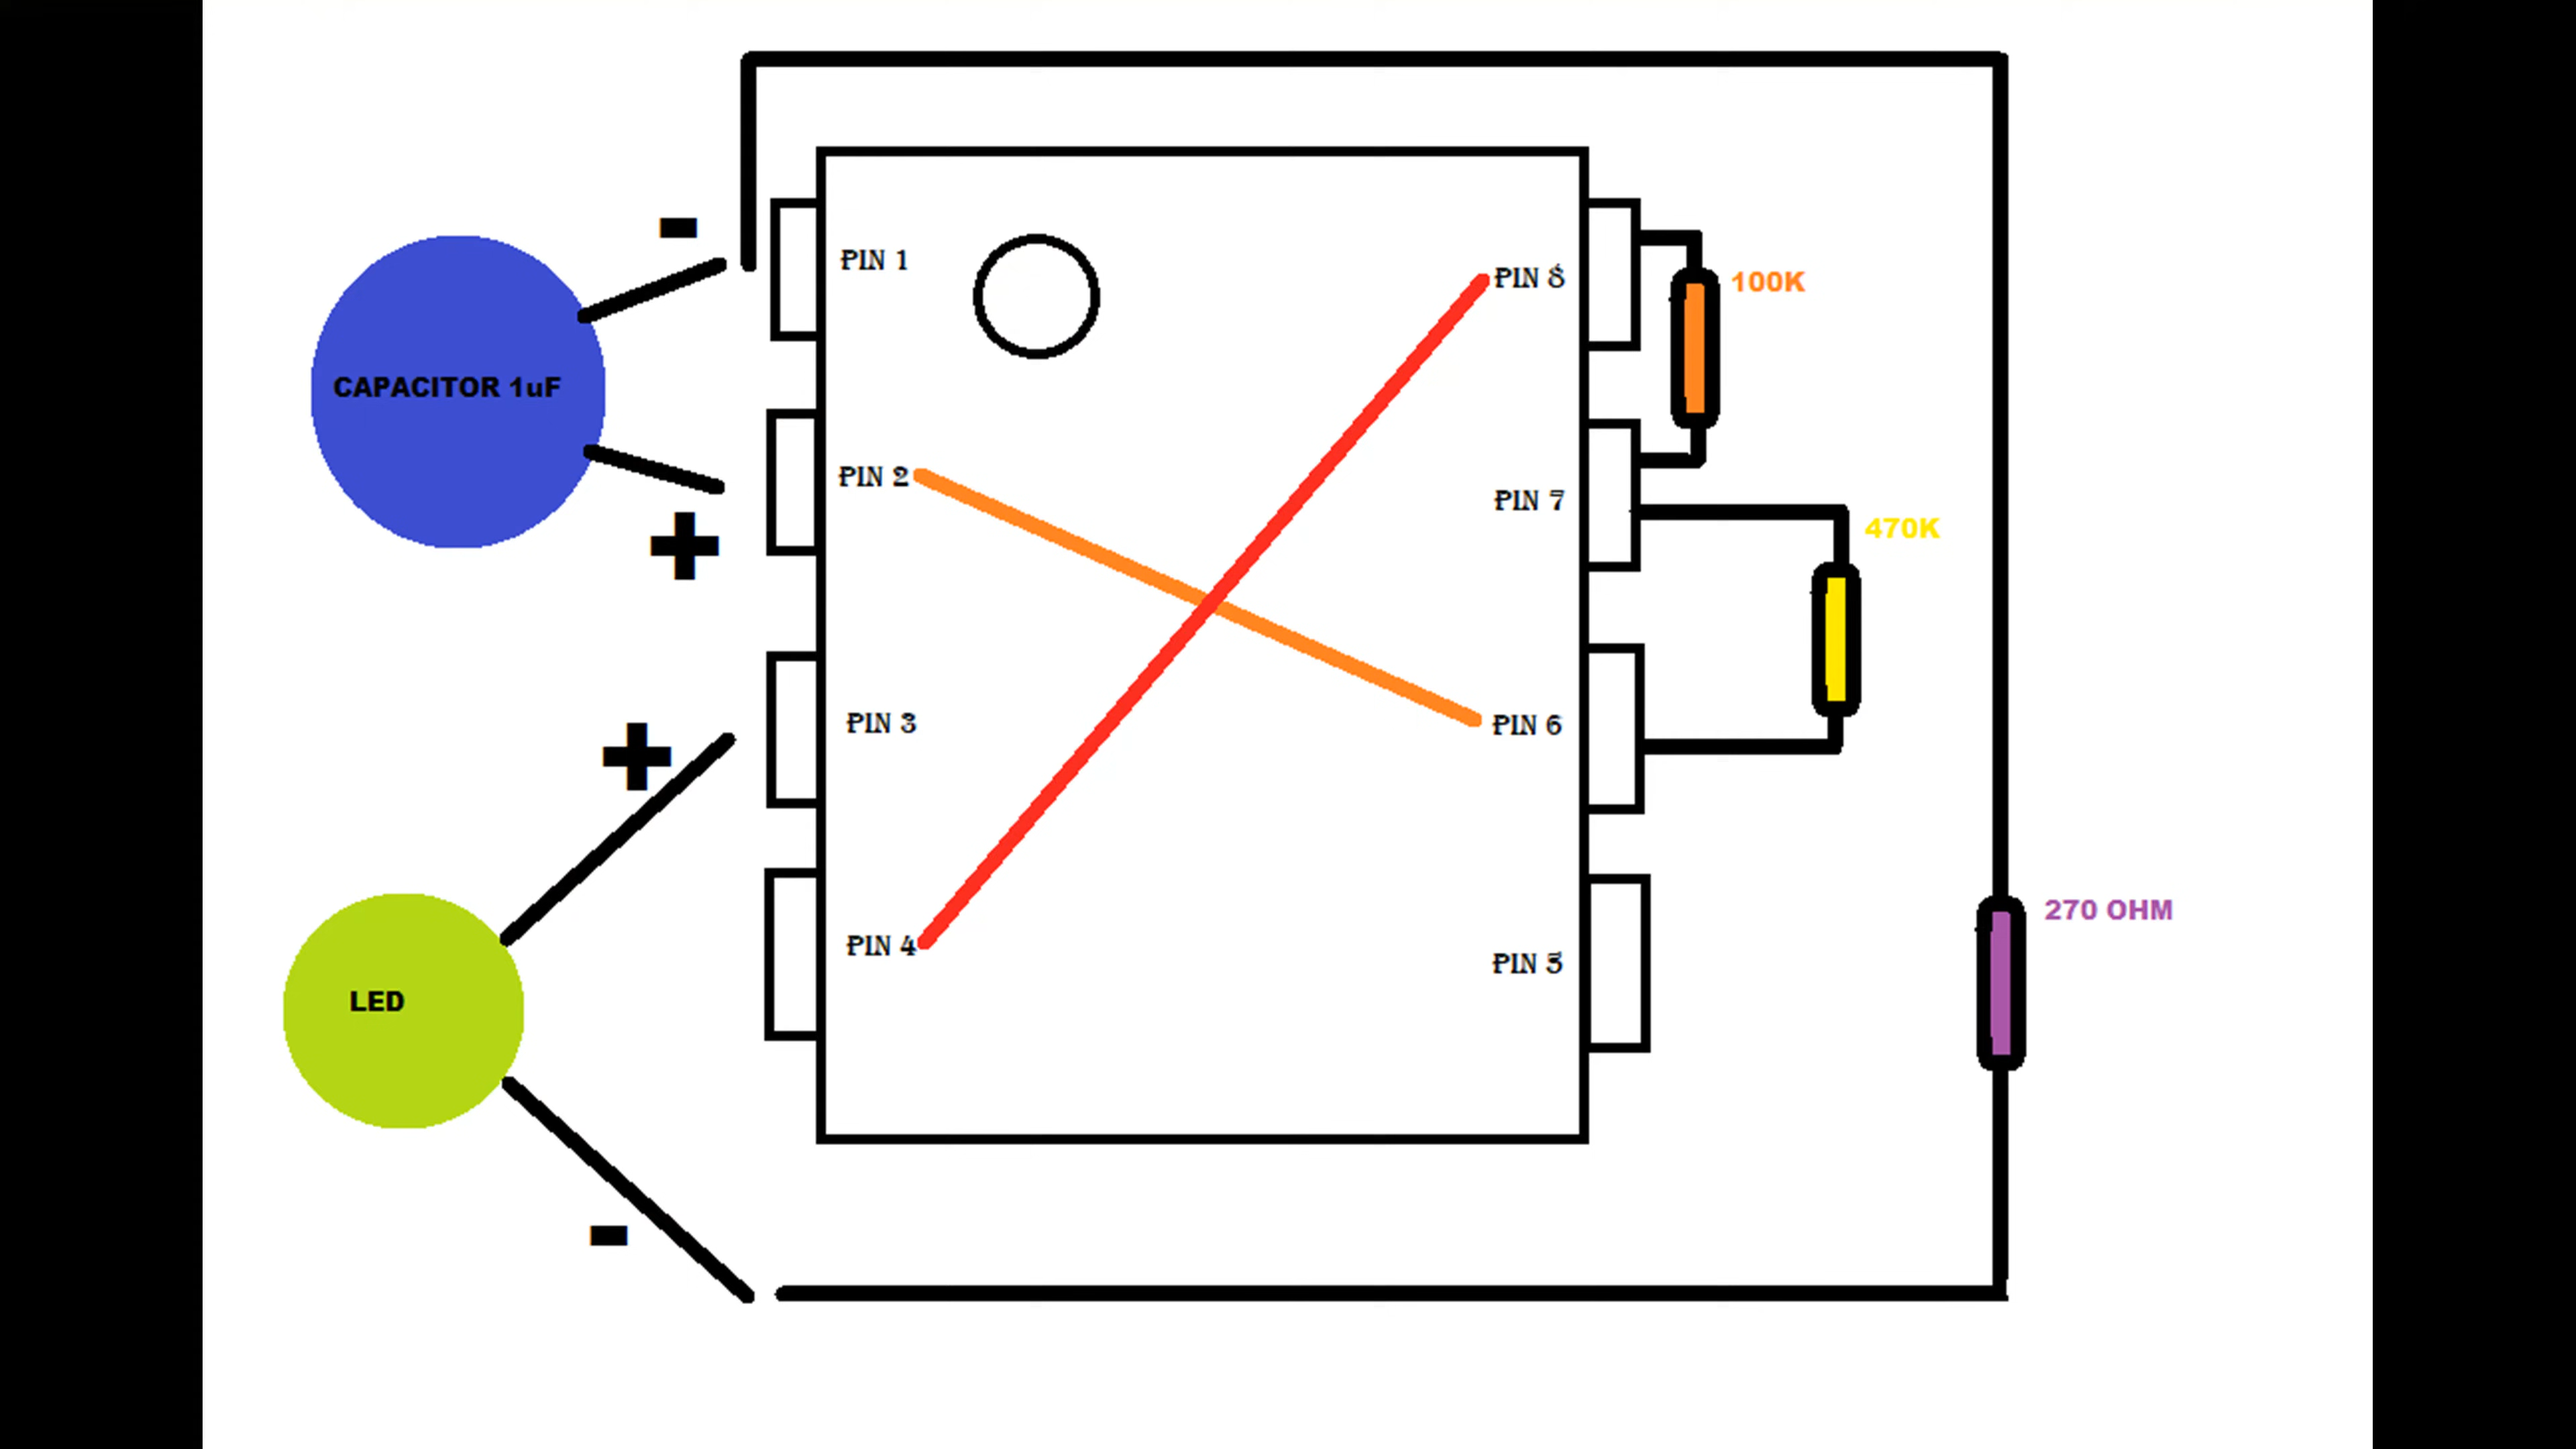 -
PIN 1
PIN 8
100K
CAPACITOR 1uF
PIN 2
PIN 7
470K
+
PIN 3
PIN 6
+
270 OHM
PIN 4
PIN 5
LED
-